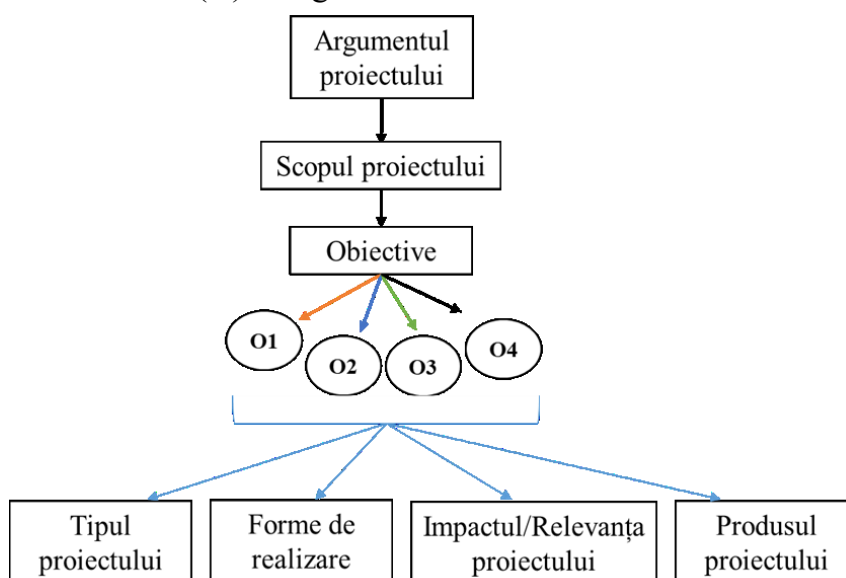 Argumentul
proiectului
Scopul proiectului
Obiective
O1
O2
O3
O4
Tipul
proiectului
Forme de
realizare
Impactul/Relevanța
proiectului
Produsul
proiectului